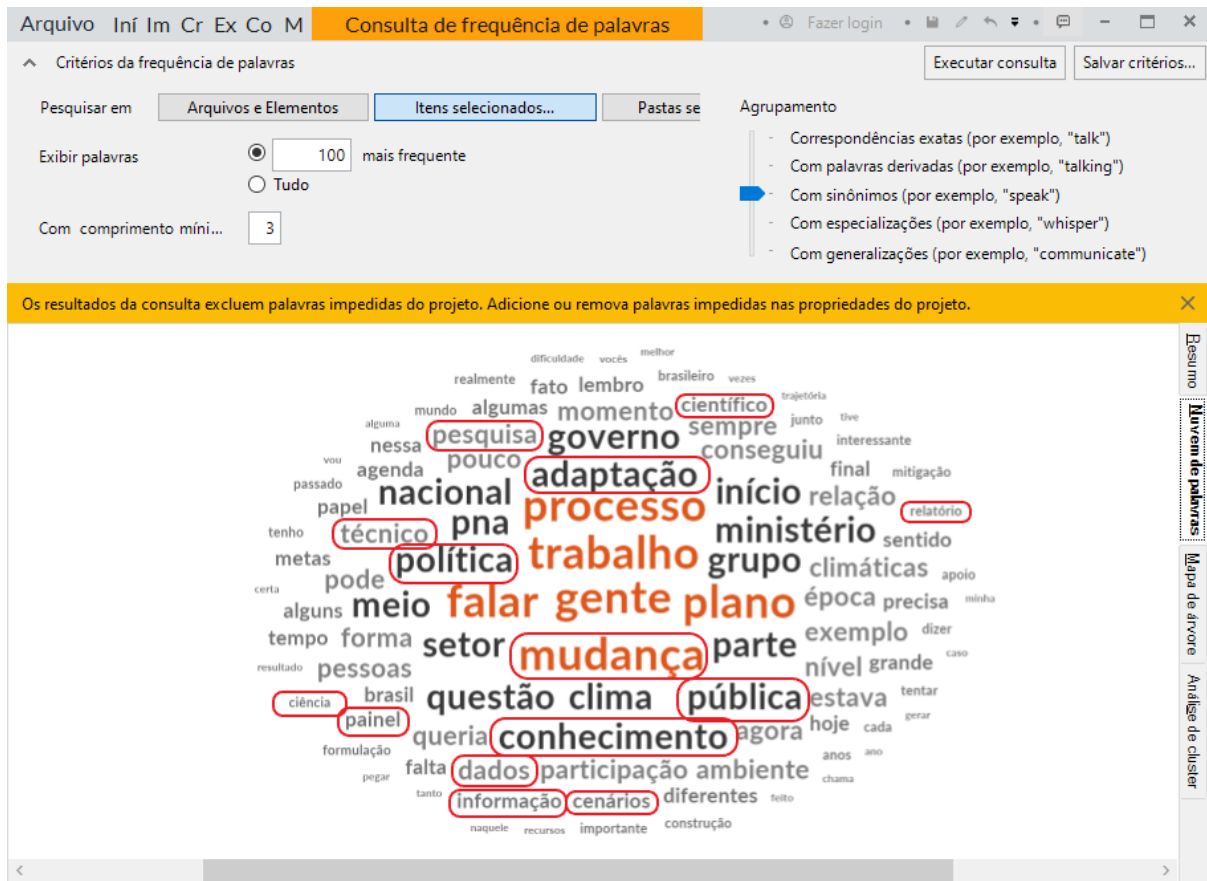 Arquivo Iní Im Cr Ex Co M Consulta de frequência de palavras Fazer login
Critérios da frequência de palavras Executar consulta Salvar critérios...
Pesquisar em Arquivos e Elementos Itens selecionados... Pastas se
Exibir palavras 100 mais frequente
Tudo
Com comprimento míni... 3
Agrupamento
Correspondências exatas (por exemplo, "talk")
Com palavras derivadas (por exemplo, "talking")
Com sinônimos (por exemplo, "speak")
Com especializações (por exemplo, "whisper")
Com generalizações (por exemplo, "communicate")
Os resultados da consulta excluem palavras impedidas do projeto. Adicione ou remova palavras impedidas nas propriedades do projeto.
dificuldade vocês melhor
realmente fato lembro brasileiro vezes
mundo algumas momento científico trajetória
alguma nessa pesquisa governo sempre junto tive
vou agenda pouco conseguiu interessante
passado adaptação final mitigação
papel nacional processo início relação relatório
tenho técnico pna ministério sentido
metas política trabalho grupo climáticas apoio
certa pode
alguns meio falar gente plano época precisa minha
tempo forma setor mudança parte exemplo dizer
resultado pessoas nível grande caso
ciência brasil questão clima pública estava tentar
painel queria conhecimento agora hoje cada gerar
formulação anos ano
pegar falta dados participação ambiente chama
tanto informação cenários diferentes feito
naquele recursos importante construção
Resumo
Nuvem de palavras
Mapa de árvore
Análise de cluster